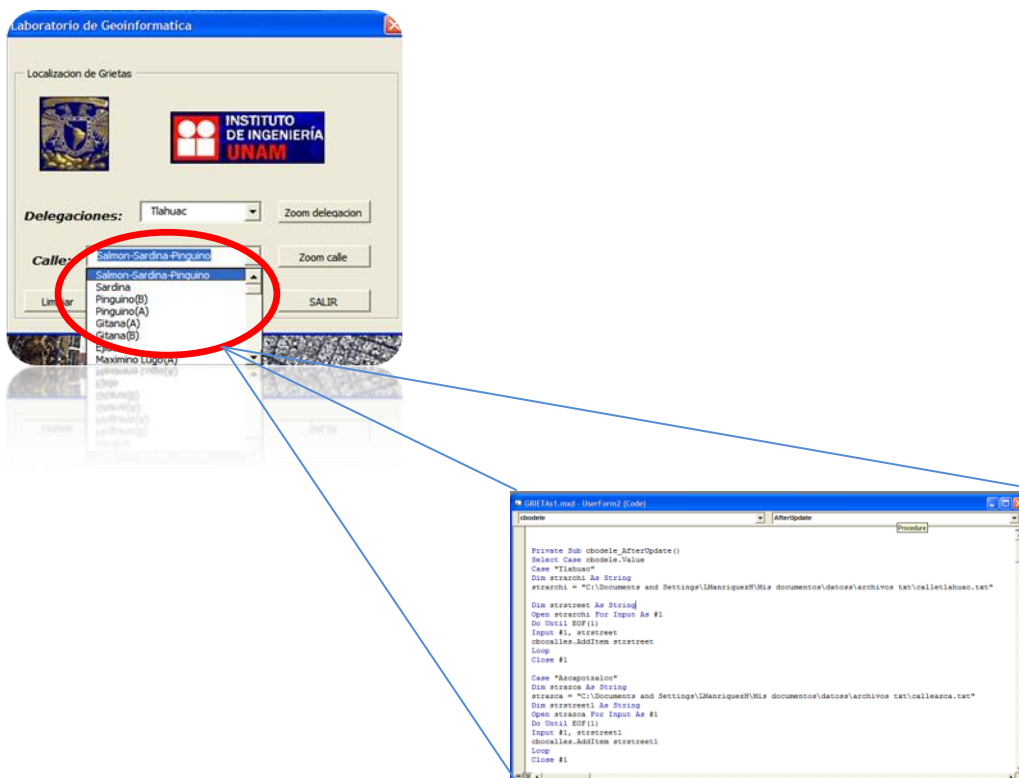 Laboratorio de Geoinformatica
Localizacion de Grietas
INSTITUTO
DE INGENIERÍA
UNAM
Delegaciones:
Tlahuac
Zoom delegacion
Calle:
Salmon-Sardina-Pinguino
Zoom calle
Salmon-Sardina-Pinguino
Sardina
Pinguino(B)
Pinguino(A)
Gitana(A)
Gitana(B)
Maximino Lugo(A)
SALIR
GRIETAs1.mxd - UserForm2 (Code)
cbodele
AfterUpdate
Procedure
Private Sub cbodele_AfterUpdate()
Select Case cbodele.Value
Case "Tlahuac"
Dim strarchi As String
strarchi = "C:\Documents and Settings\LManriquezH\Mis documentos\datoss\archivos txt\calletlahuac.txt"
Dim strstreet As String
Open strarchi For Input As #1
Do Until EOF(1)
Input #1, strstreet
cbocalles.AddItem strstreet
Loop
Close #1
Case "Azcapotzalco"
Dim strazca As String
strazca = "C:\Documents and Settings\LManriquezH\Mis documentos\datoss\archivos txt\calleazca.txt"
Dim strstreet1 As String
Open strazca For Input As #1
Do Until EOF(1)
Input #1, strstreet1
cbocalles.AddItem strstreet1
Loop
Close #1